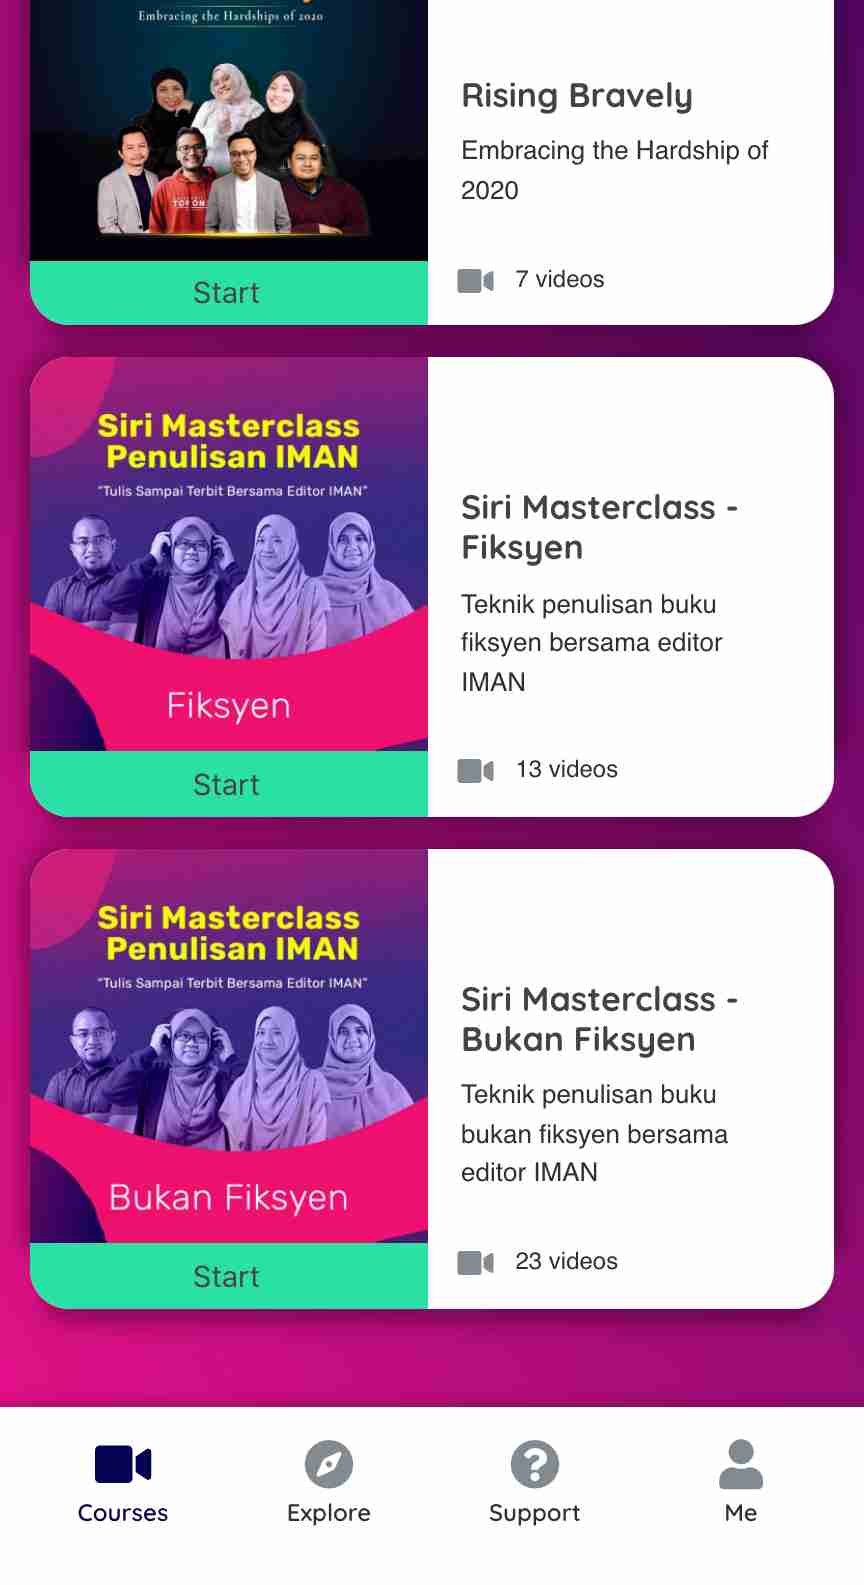 Embracing the Hardships of 2020
Rising Bravely
Embracing the Hardship of
2020
7 videos
Start
Siri Masterclass
Penulisan IMAN
"Tulis Sampai Terbit Bersama Editor IMAN"
Fiksyen
Start
Siri Masterclass -
Fiksyen
Teknik penulisan buku
fiksyen bersama editor
IMAN
13 videos
Siri Masterclass
Penulisan IMAN
"Tulis Sampai Terbit Bersama Editor IMAN"
Bukan Fiksyen
Start
Siri Masterclass -
Bukan Fiksyen
Teknik penulisan buku
bukan fiksyen bersama
editor IMAN
23 videos
Courses
Explore
Support
Me